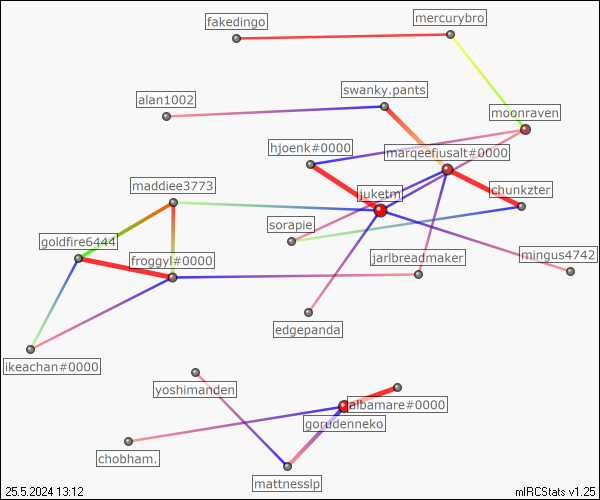 fakedingo
mercurybro
alan1002
swanky.pants
moonraven
hjoenk#0000
marqeefiusalt#0000
maddiee3773
juketm
chunkzter
sorapie
goldfire6444
froggyl#0000
jarlbreadmaker
mingus4742
edgepanda
ikeachan#0000
yoshimanden
albamare#0000
gorudenneko
chobham.
mattnesslp
25.5.2024 13:12
mIRCStats v1.25